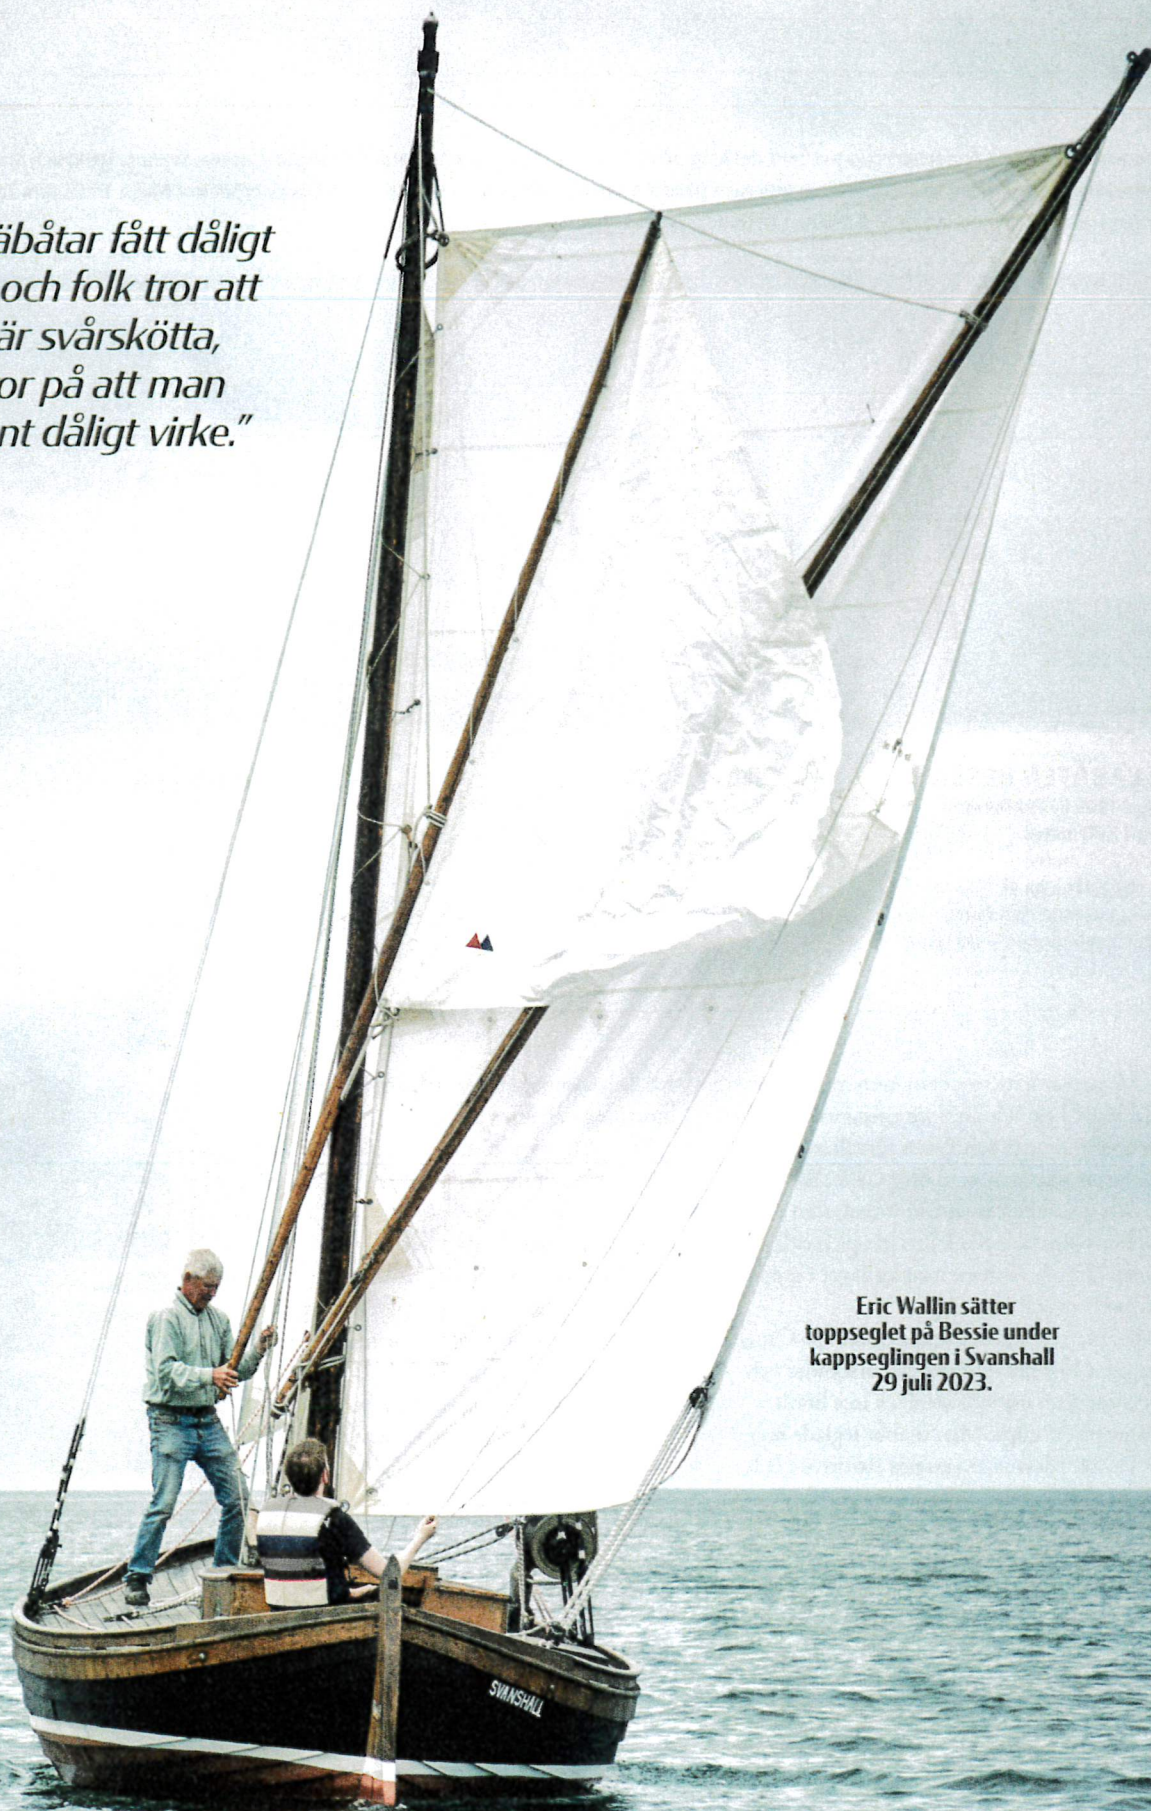 äbåtar fått dåligt
och folk tror att
är svårskötta,
or på att man
nt dåligt virke.”
Eric Wallin sätter
toppseglet på Bessie under
kappseglingen i Svanshall
29 juli 2023.
SVANSHALL